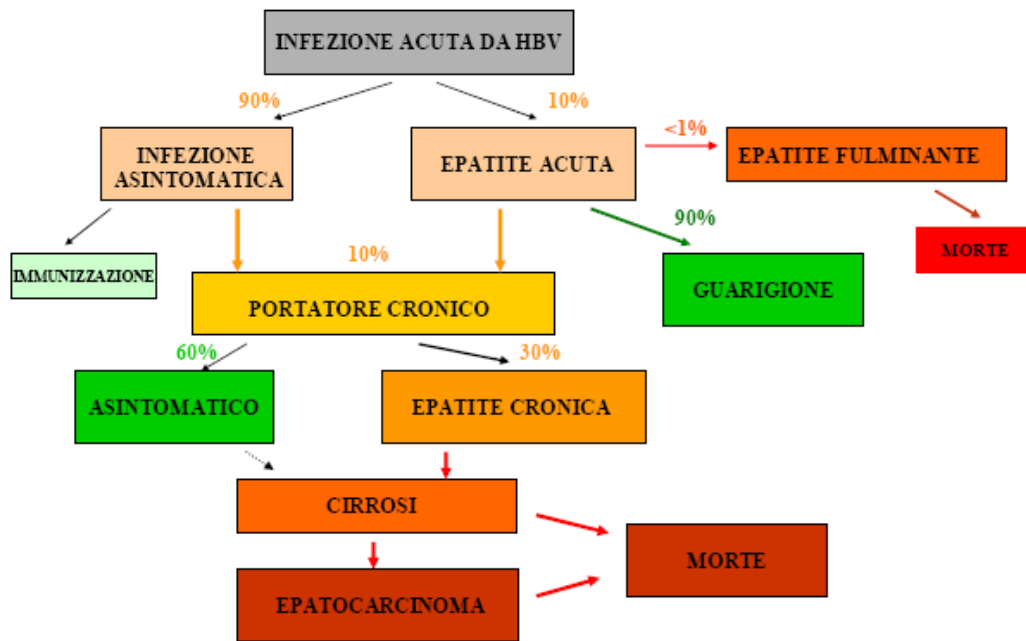 INFEZIONE ACUTA DA HBV
90%
10%
<1%
INFEZIONE
ASINTOMATICA
EPATITE ACUTA
EPATITE FULMINANTE
90%
IMMUNIZZAZIONE
10%
MORTE
GUARIGIONE
PORTATORE CRONICO
60%
30%
ASINTOMATICO
EPATITE CRONICA
CIRROSI
MORTE
EPATOCARCINOMA